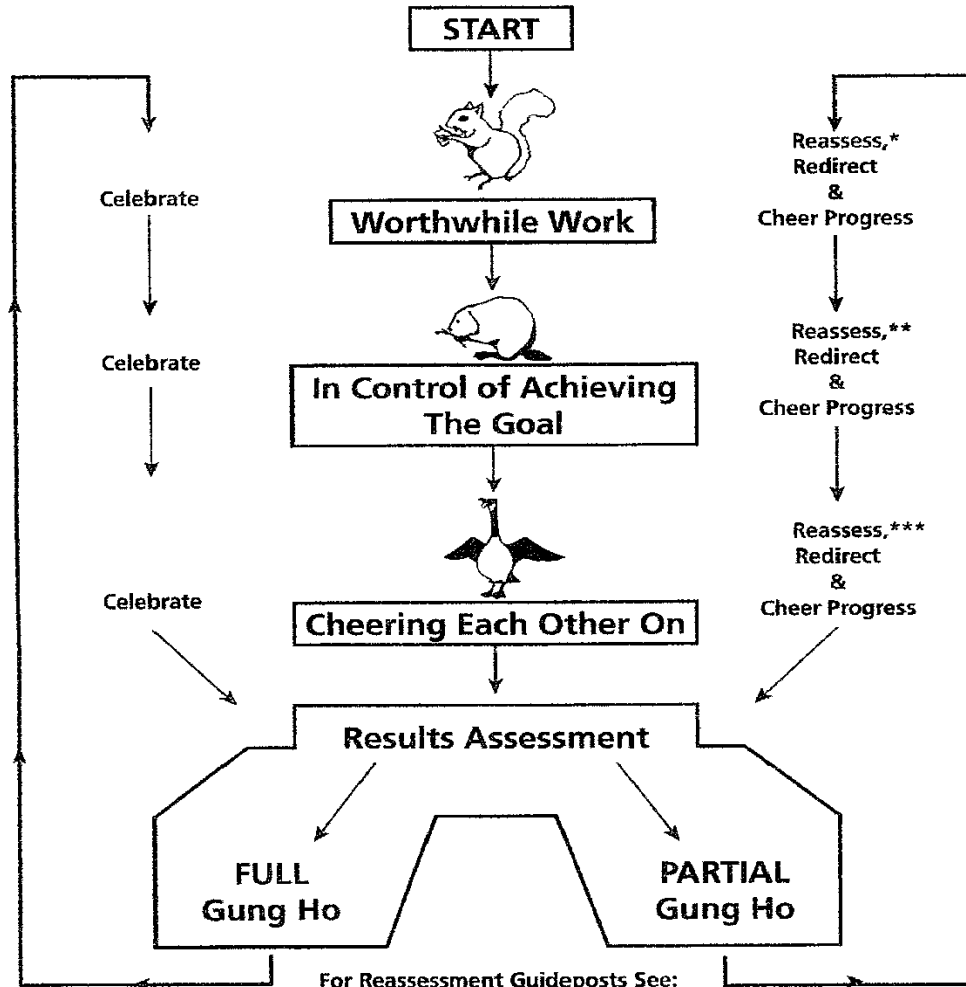 START
Worthwhile Work
In Control of Achieving
The Goal
Cheering Each Other On
Celebrate
Celebrate
Celebrate
Reassess,*
Redirect
&
Cheer Progress
Reassess,**
Redirect
&
Cheer Progress
Reassess,***
Redirect
&
Cheer Progress
Results Assessment
FULL
Gung Ho
PARTIAL
Gung Ho
For Reassessment Guideposts See: